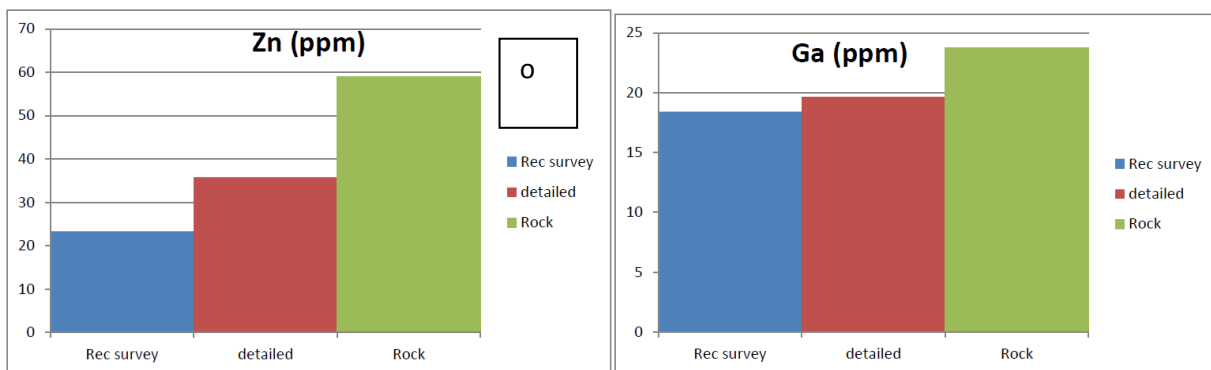 Zn (ppm)
70
60
50
40
30
20
10
0
Rec survey detailed Rock
O
Rec survey
detailed
Rock
Ga (ppm)
25
20
15
10
5
0
Rec survey detailed Rock
Rec survey
detailed
Rock